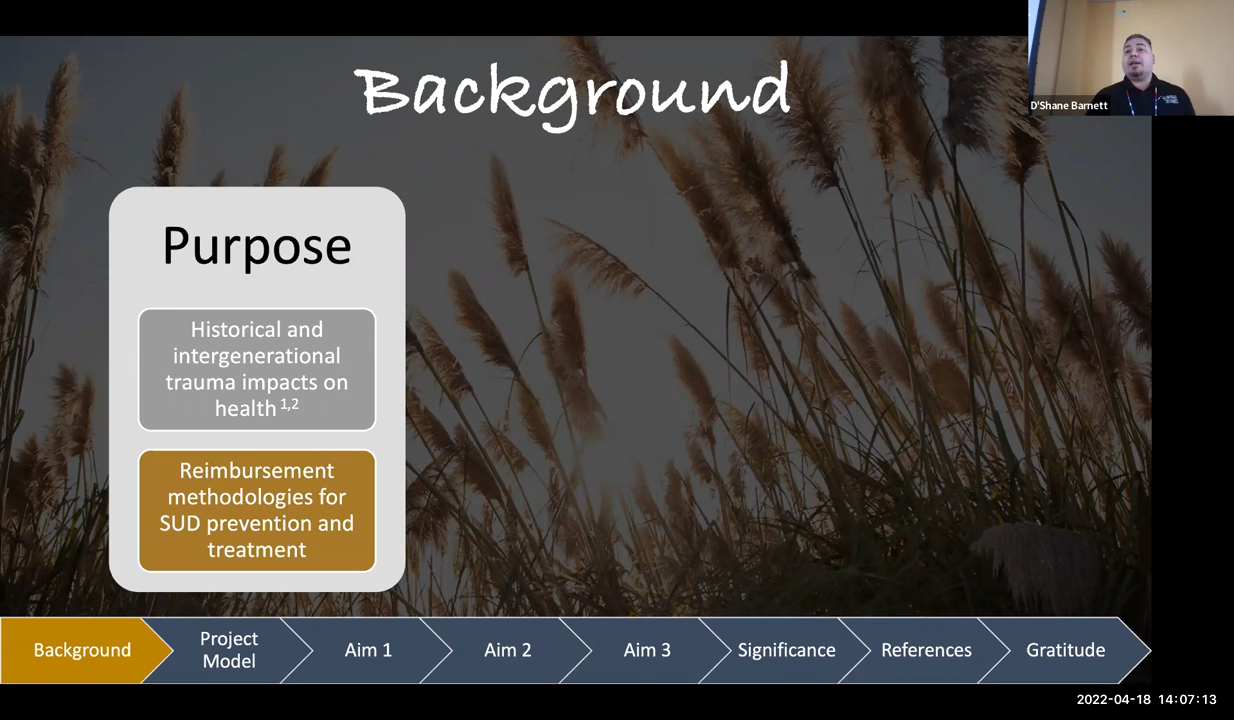 Background
D'Shane Barnett
Purpose
Historical and
intergenerational
trauma impacts on
health 1,2
Reimbursement
methodologies for
SUD prevention and
treatment
Background
Project
Model
Aim 1
Aim 2
Aim 3
Significance
References
Gratitude
2022-04-18 14:07:13